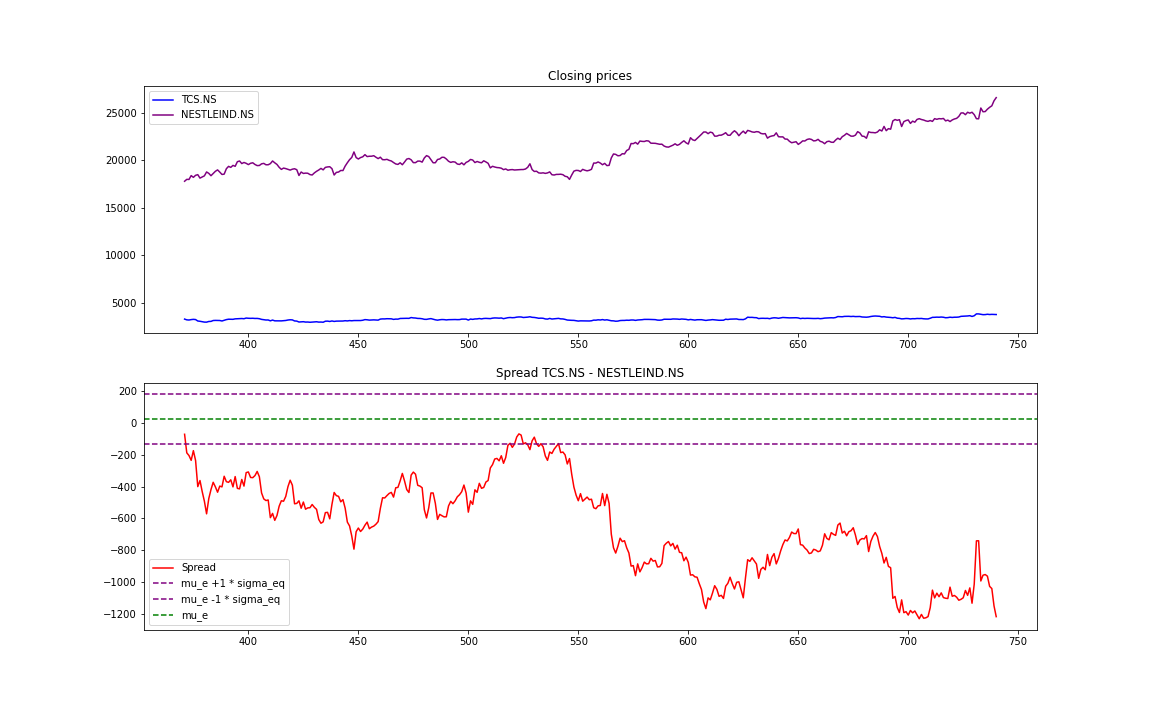 Closing prices
TCS.NS
NESTLEIND.NS
25000
20000
15000
10000
5000
400 450 500 550 600 650 700 750
Spread TCS.NS - NESTLEIND.NS
200
0
−200
−400
−600
−800
−1000
−1200
Spread
mu_e +1 * sigma_eq
mu_e -1 * sigma_eq
mu_e
400 450 500 550 600 650 700 750